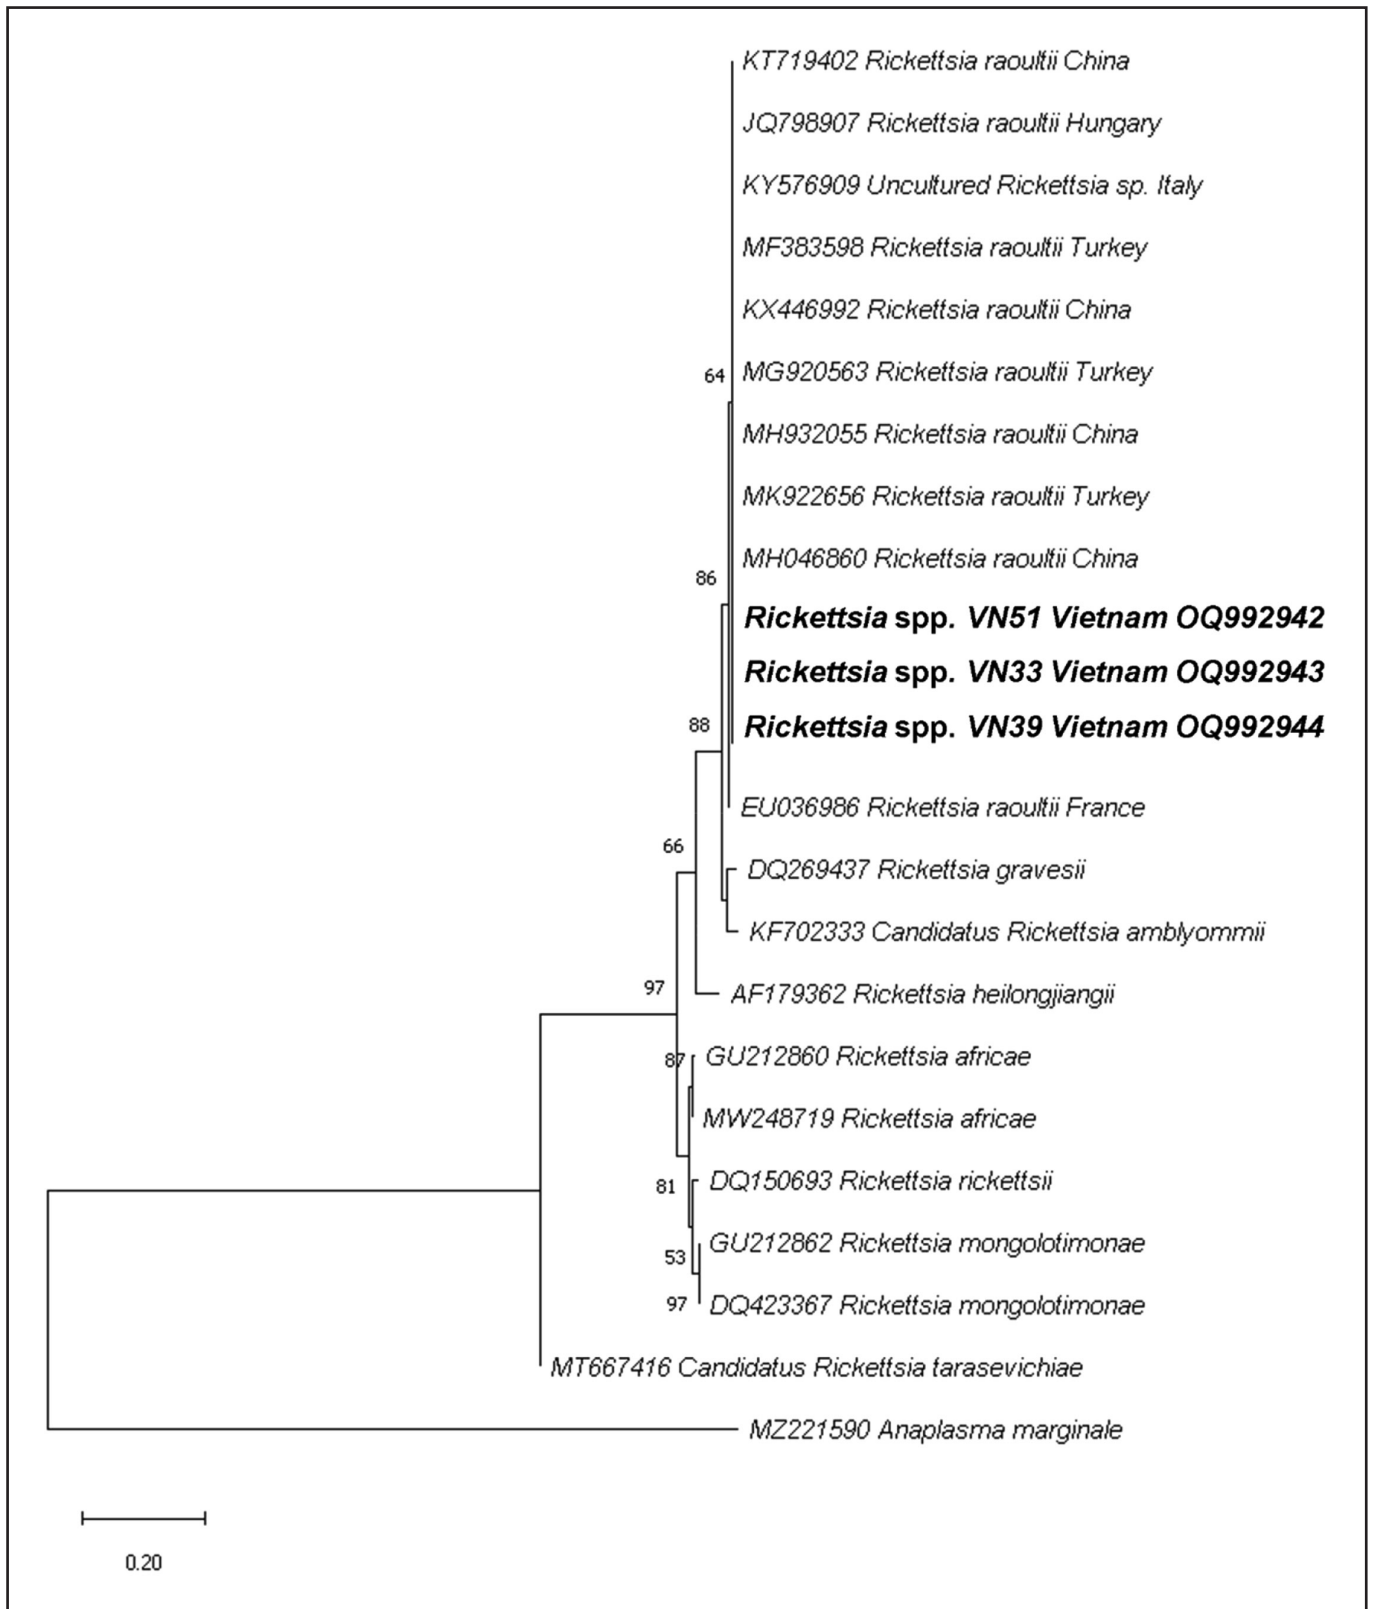 KT719402 Rickettsia raoultii China
JQ798907 Rickettsia raoultii Hungary
KY576909 Uncultured Rickettsia sp. Italy
MF383598 Rickettsia raoultii Turkey
KX446992 Rickettsia raoultii China
64
MG920563 Rickettsia raoultii Turkey
MH932055 Rickettsia raoultii China
MK922656 Rickettsia raoultii Turkey
MH046860 Rickettsia raoultii China
86
Rickettsia spp. VN51 Vietnam OQ992942
Rickettsia spp. VN33 Vietnam OQ992943
88
Rickettsia spp. VN39 Vietnam OQ992944
EU036986 Rickettsia raoultii France
66
DQ269437 Rickettsia gravesii
KF702333 Candidatus Rickettsia amblyommii
97
AF179362 Rickettsia heilongjiangii
87
GU212860 Rickettsia africae
MW248719 Rickettsia africae
81
DQ150693 Rickettsia rickettsii
53
GU212862 Rickettsia mongolotimonae
97
DQ423367 Rickettsia mongolotimonae
MT667416 Candidatus Rickettsia tarasevichiae
MZ221590 Anaplasma marginale
0.20